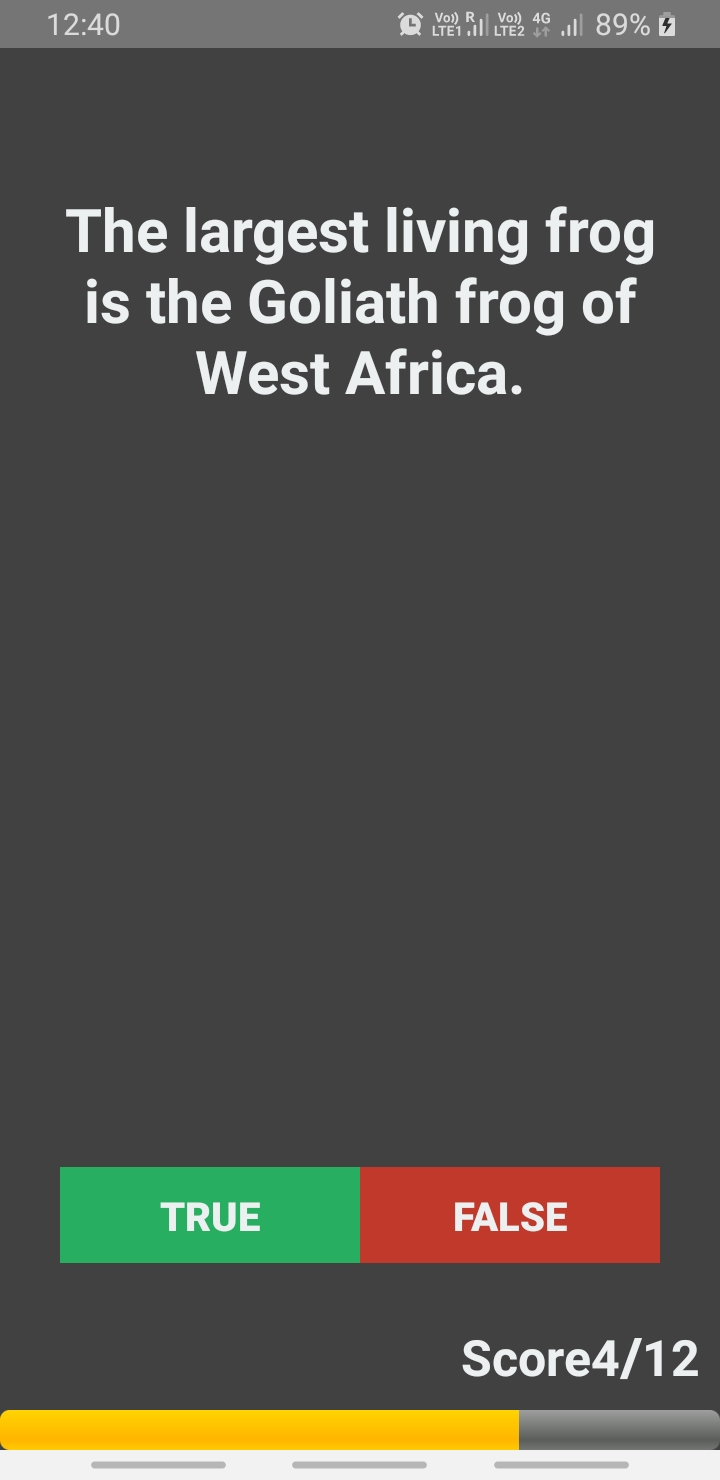 12:40 Vo)) LTE1 R Vo)) LTE2 4G 89%
The largest living frog
is the Goliath frog of
West Africa.
TRUE FALSE
Score4/12